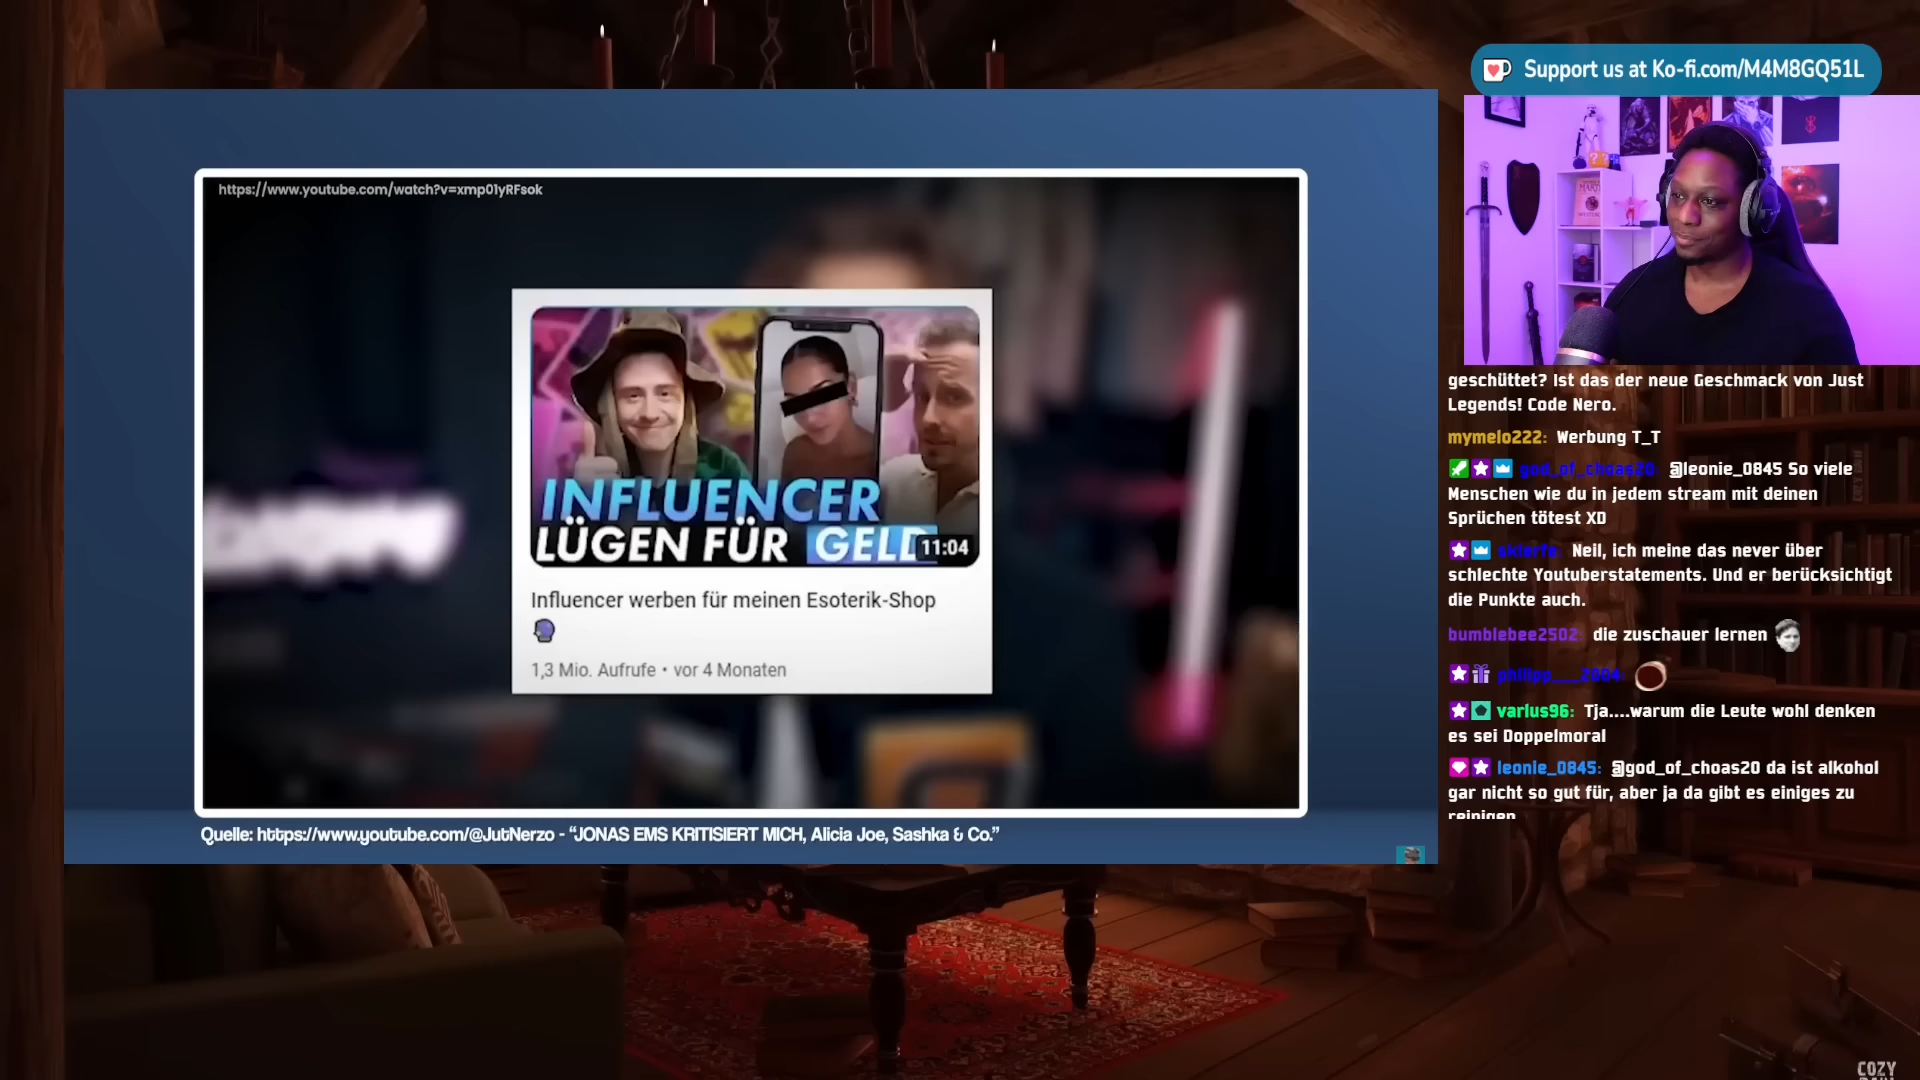 Support us at Ko-fi.com/M4M8GQ51L
https://www.youtube.com/watch?v=xmp01yRFsok
INFLUENCER
LÜGEN FÜR GELD
11:04
Influencer werben für meinen Esoterik-Shop
1,3 Mio. Aufrufe • vor 4 Monaten
Quelle: https://www.youtube.com/@JutNerzo - “JONAS EMS KRITISIERT MICH, Alicia Joe, Sashka & Co.”
geschüttet? Ist das der neue Geschmack von Just
Legends! Code Nero.
mymelo222: Werbung T_T
god_of_choas20: @leonie_0845 So viele
Menschen wie du in jedem stream mit deinen
Sprüchen tötest XD
Neil, ich meine das never über
schlechte Youtuberstatements. Und er berücksichtigt
die Punkte auch.
bumblebee2502: die zuschauer lernen
philipp___2004:
varius96: Tja....warum die Leute wohl denken
es sei Doppelmoral
leonie_0845: @god_of_choas20 da ist alkohol
gar nicht so gut für, aber ja da gibt es einiges zu
reinigen
COZY